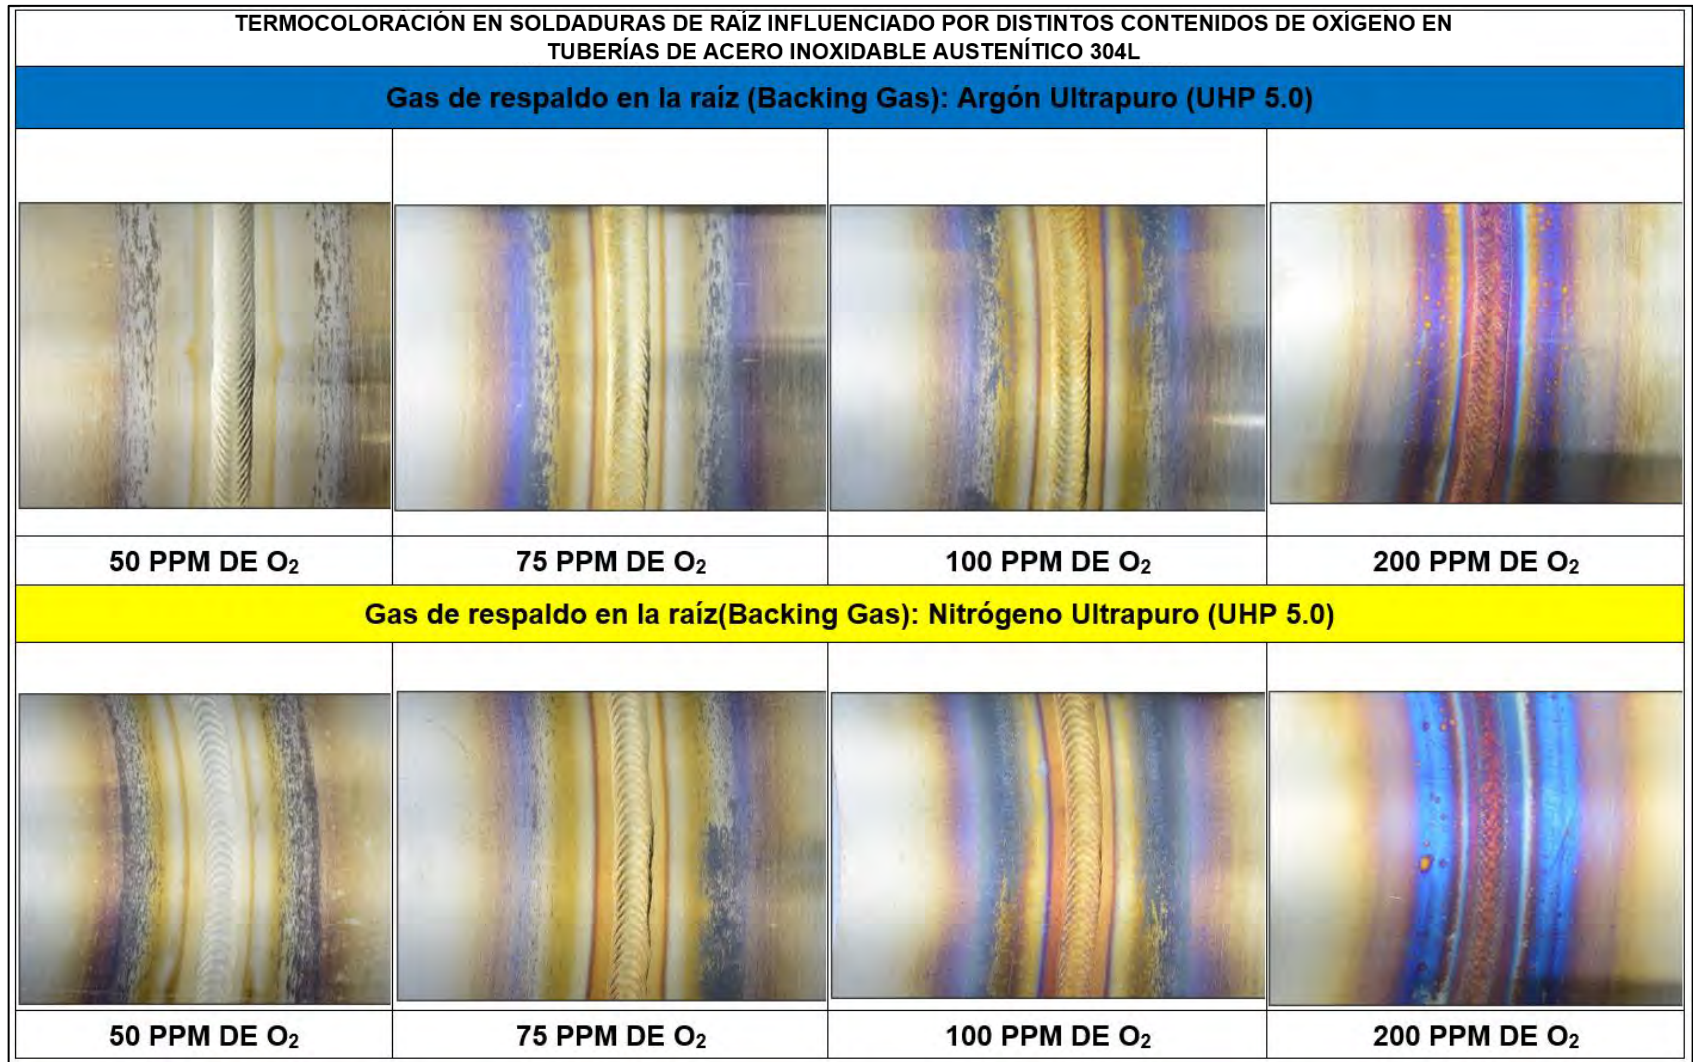 TERMOCOLORACIÓN EN SOLDADURAS DE RAÍZ INFLUENCIADO POR DISTINTOS CONTENIDOS DE OXÍGENO EN
TUBERÍAS DE ACERO INOXIDABLE AUSTENÍTICO 304L
Gas de respaldo en la raíz (Backing Gas): Argón Ultrapuro (UHP 5.0)
50 PPM DE O₂
75 PPM DE O₂
100 PPM DE O₂
200 PPM DE O₂
Gas de respaldo en la raíz(Backing Gas): Nitrógeno Ultrapuro (UHP 5.0)
50 PPM DE O₂
75 PPM DE O₂
100 PPM DE O₂
200 PPM DE O₂